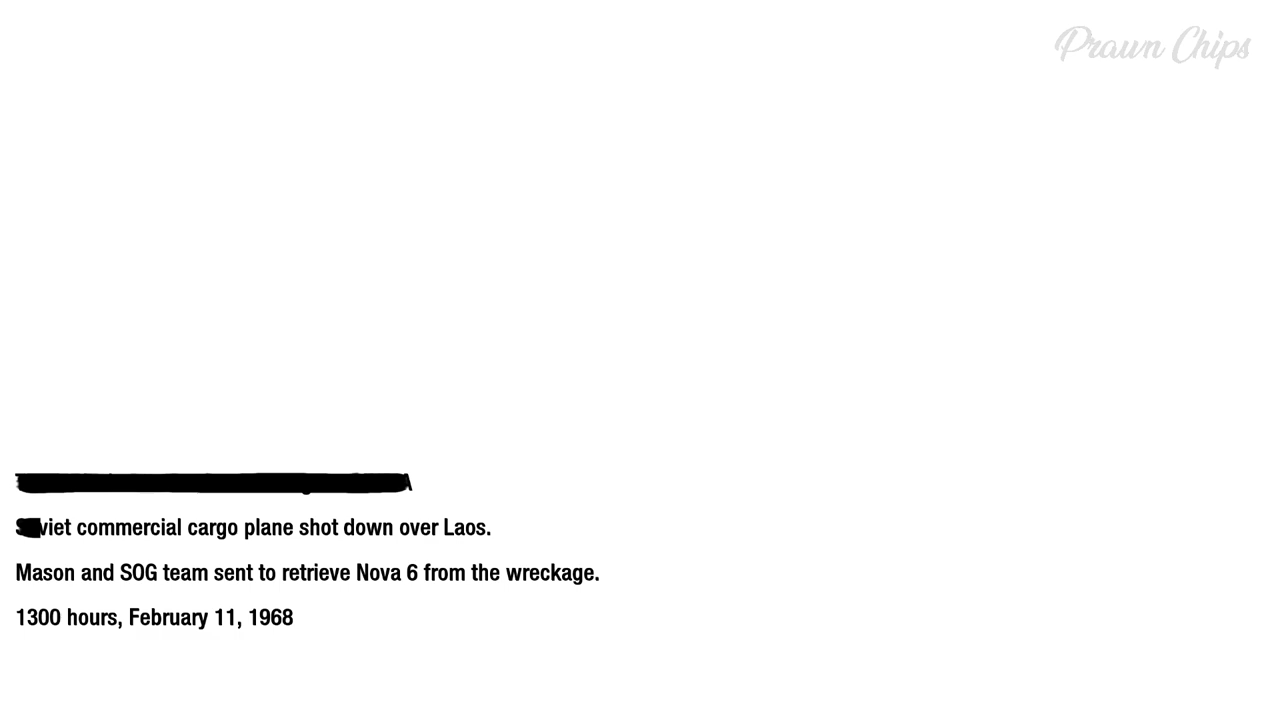 Prawn Chips
Soviet commercial cargo plane shot down over Laos.
Mason and SOG team sent to retrieve Nova 6 from the wreckage.
1300 hours, February 11, 1968